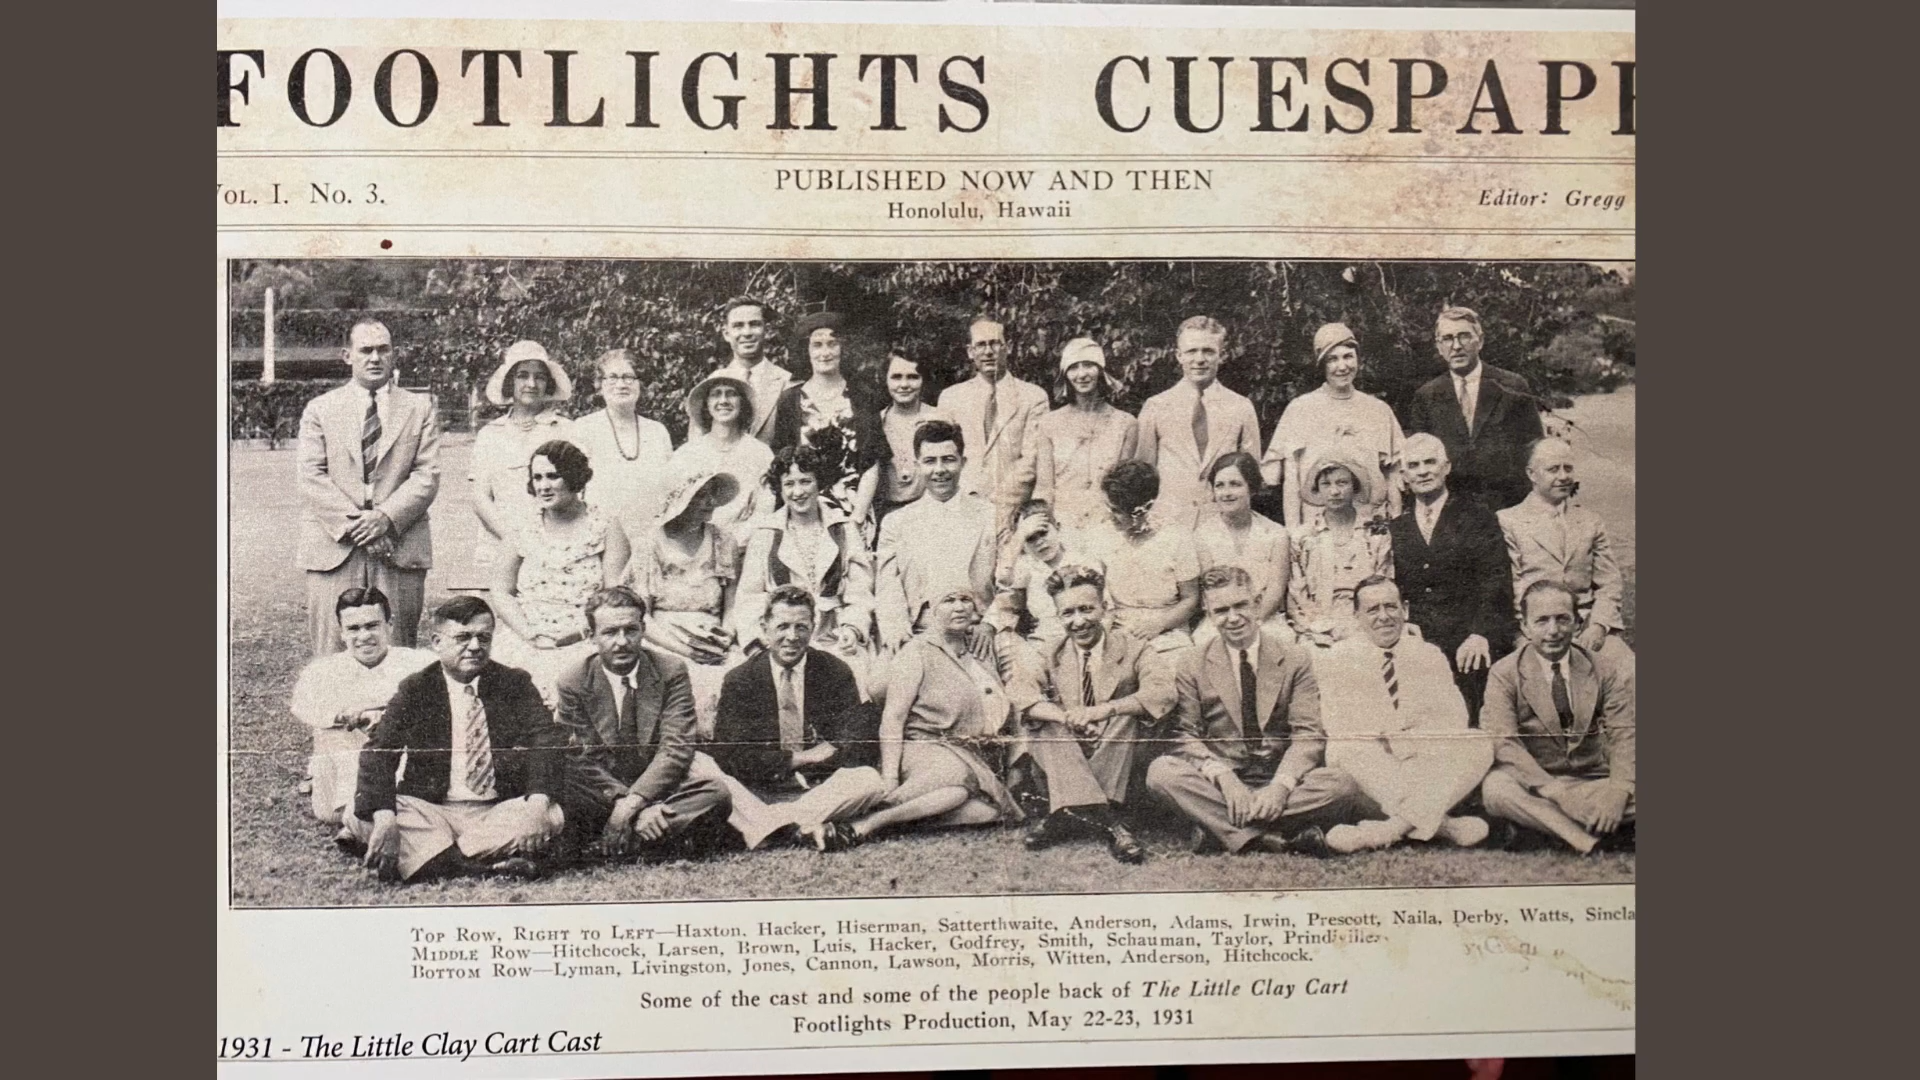 FOOTLIGHTS CUESPAP
VOL. I. No. 3.
PUBLISHED NOW AND THEN
Honolulu, Hawaii
Editor: Gregg
TOP ROW, RIGHT TO LEFT—Haxton, Hacker, Hiserman, Satterthwaite, Anderson, Adams, Irwin, Prescott, Naila, Derby, Watts, Sincla
MIDDLE ROW—Hitchcock, Larsen, Brown, Luis, Hacker, Godfrey, Smith, Schauman, Taylor, Prindiville.
BOTTOM ROW—Lyman, Livingston, Jones, Cannon, Lawson, Morris, Witten, Anderson, Hitchcock.
Some of the cast and some of the people back of The Little Clay Cart
Footlights Production, May 22-23, 1931
1931 - The Little Clay Cart Cast